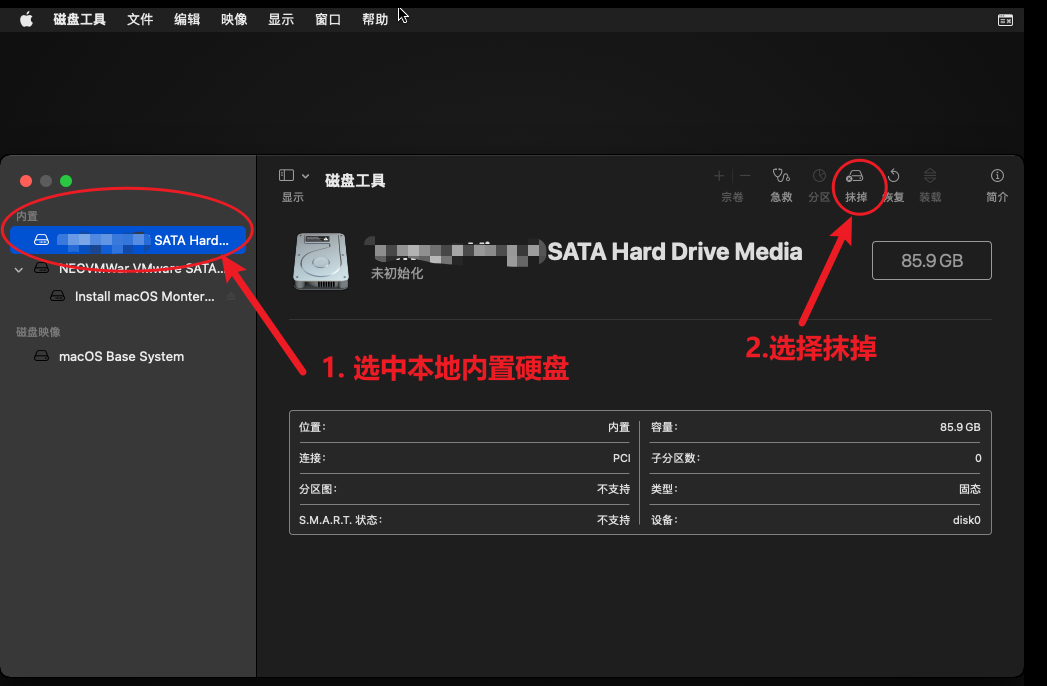 磁盘工具 文件 编辑 映像 显示 窗口 帮助
内置
SATA Hard...
NEOVMWar VMware SATA...
Install macOS Monter...
磁盘映像
macOS Base System
显示
磁盘工具
宗卷 急救 分区 抹掉 恢复 装载 简介
SATA Hard Drive Media
未初始化
85.9 GB
1. 选中本地内置硬盘
2.选择抹掉
位置: 内置
容量: 85.9 GB
连接: PCI
子分区数: 0
分区图: 不支持
类型: 固态
S.M.A.R.T. 状态: 不支持
设备: disk0